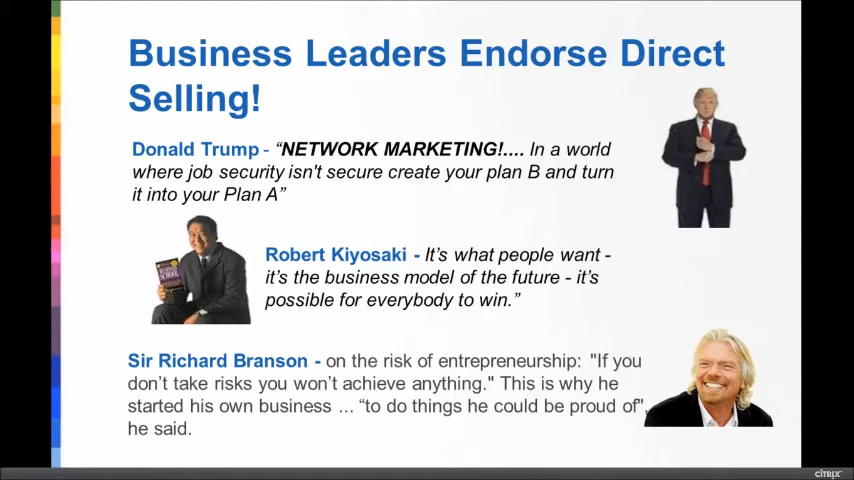 Business Leaders Endorse Direct
Selling!
Donald Trump - “NETWORK MARKETING!.... In a world
where job security isn't secure create your plan B and turn
it into your Plan A”
Robert Kiyosaki - It’s what people want -
it’s the business model of the future - it’s
possible for everybody to win.”
Sir Richard Branson - on the risk of entrepreneurship: "If you
don’t take risks you won’t achieve anything." This is why he
started his own business ... “to do things he could be proud of",
he said.
CITRIX